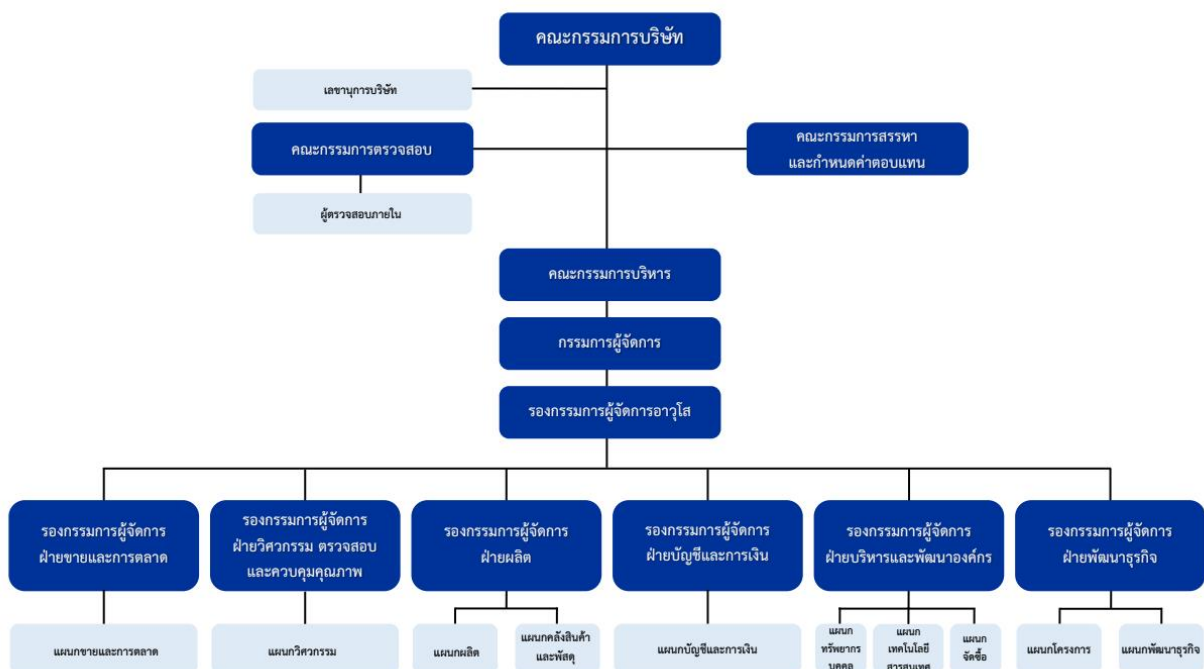 คณะกรรมการบริษัท
เลขานุการบริษัท
คณะกรรมการตรวจสอบ
คณะกรรมการสรรหา
และกำหนดค่าตอบแทน
ผู้ตรวจสอบภายใน
คณะกรรมการบริหาร
กรรมการผู้จัดการ
รองกรรมการผู้จัดการอาวุโส
รองกรรมการผู้จัดการ
ฝ่ายขายและการตลาด
รองกรรมการผู้จัดการ
ฝ่ายวิศวกรรม ตรวจสอบ
และควบคุมคุณภาพ
รองกรรมการผู้จัดการ
ฝ่ายผลิต
รองกรรมการผู้จัดการ
ฝ่ายบัญชีและการเงิน
รองกรรมการผู้จัดการ
ฝ่ายบริหารและพัฒนาองค์กร
รองกรรมการผู้จัดการ
ฝ่ายพัฒนาธุรกิจ
แผนกขายและการตลาด
แผนกวิศวกรรม
แผนกผลิต
แผนกคลังสินค้า
และพัสดุ
แผนกบัญชีและการเงิน
แผนก
ทรัพยากร
บุคคล
แผนก
เทคโนโลยี
สารสนเทศ
แผนก
จัดซื้อ
แผนกโครงการ
แผนกพัฒนาธุรกิจ